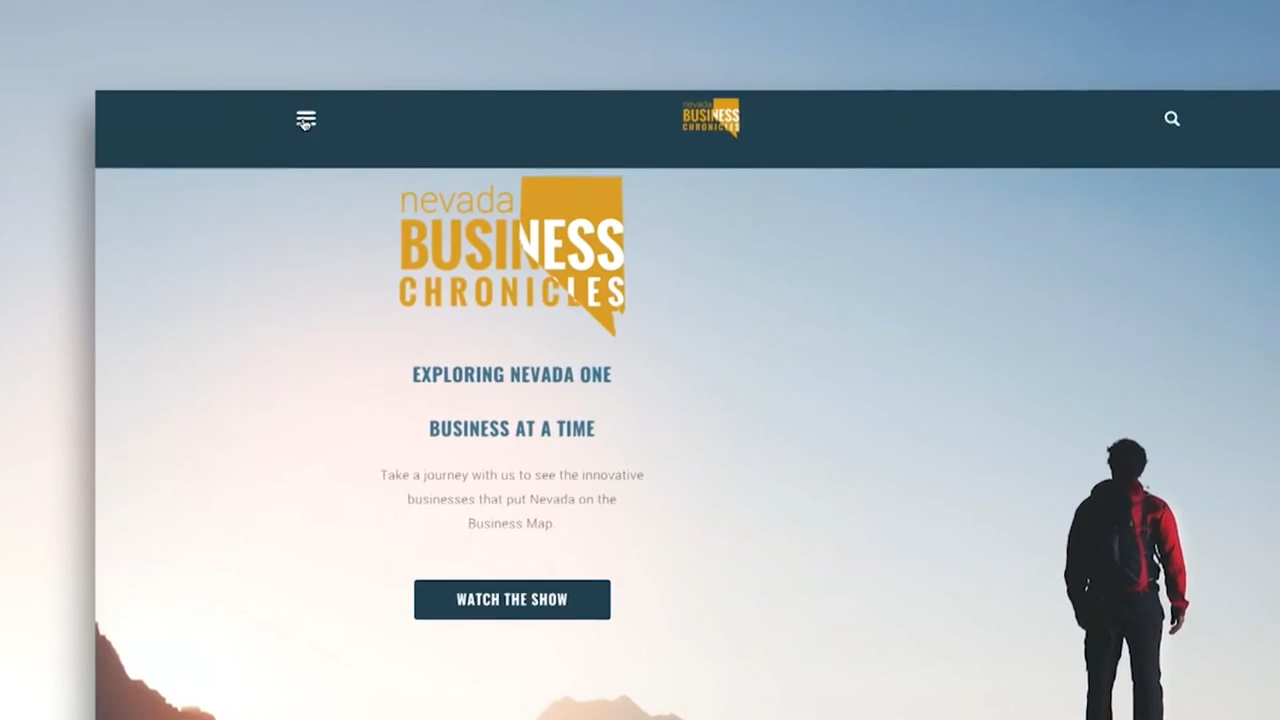 nevada
BUSINESS
CHRONICLES
nevada
BUSINESS
CHRONICLES
EXPLORING NEVADA ONE
BUSINESS AT A TIME
Take a journey with us to see the innovative
businesses that put Nevada on the
Business Map.
WATCH THE SHOW